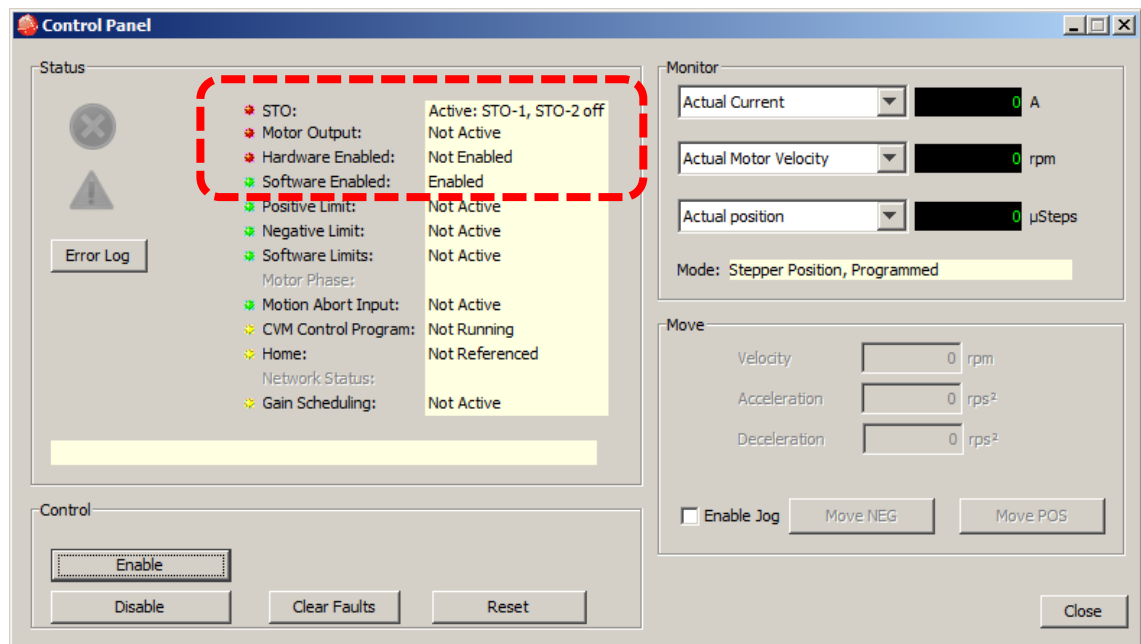 Control Panel
Status
STO: Active: STO-1, STO-2 off
Motor Output: Not Active
Hardware Enabled: Not Enabled
Software Enabled: Enabled
Positive Limit: Not Active
Negative Limit: Not Active
Software Limits: Not Active
Motor Phase:
Motion Abort Input: Not Active
CVM Control Program: Not Running
Home: Not Referenced
Network Status:
Gain Scheduling: Not Active
Error Log
Control
Enable
Disable Clear Faults Reset
Monitor
Actual Current 0 A
Actual Motor Velocity 0 rpm
Actual position 0 µSteps
Mode: Stepper Position, Programmed
Move
Velocity 0 rpm
Acceleration 0 rps²
Deceleration 0 rps²
Enable Jog Move NEG Move POS
Close